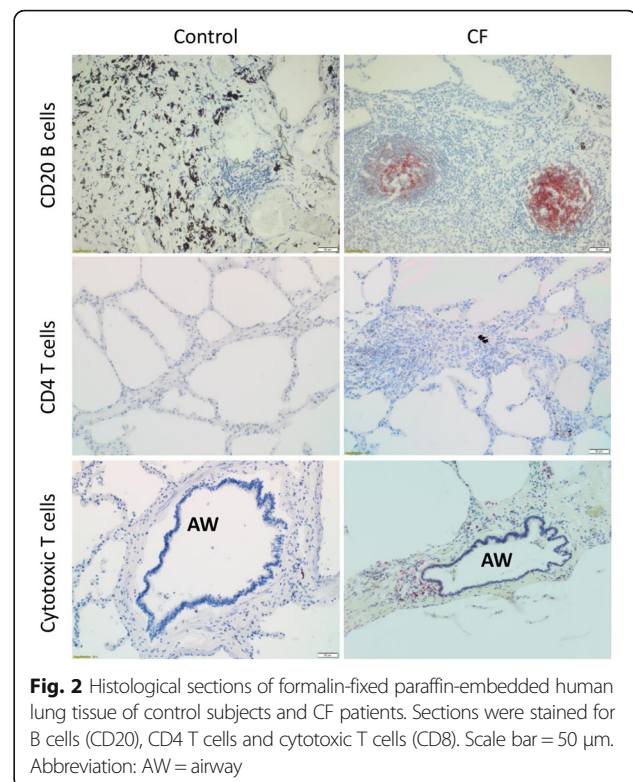 Control
CF
CD20 B cells
CD4 T cells
Cytotoxic T cells
AW
AW
Fig. 2 Histological sections of formalin-fixed paraffin-embedded human
lung tissue of control subjects and CF patients. Sections were stained for
B cells (CD20), CD4 T cells and cytotoxic T cells (CD8). Scale bar = 50 μm.
Abbreviation: AW = airway